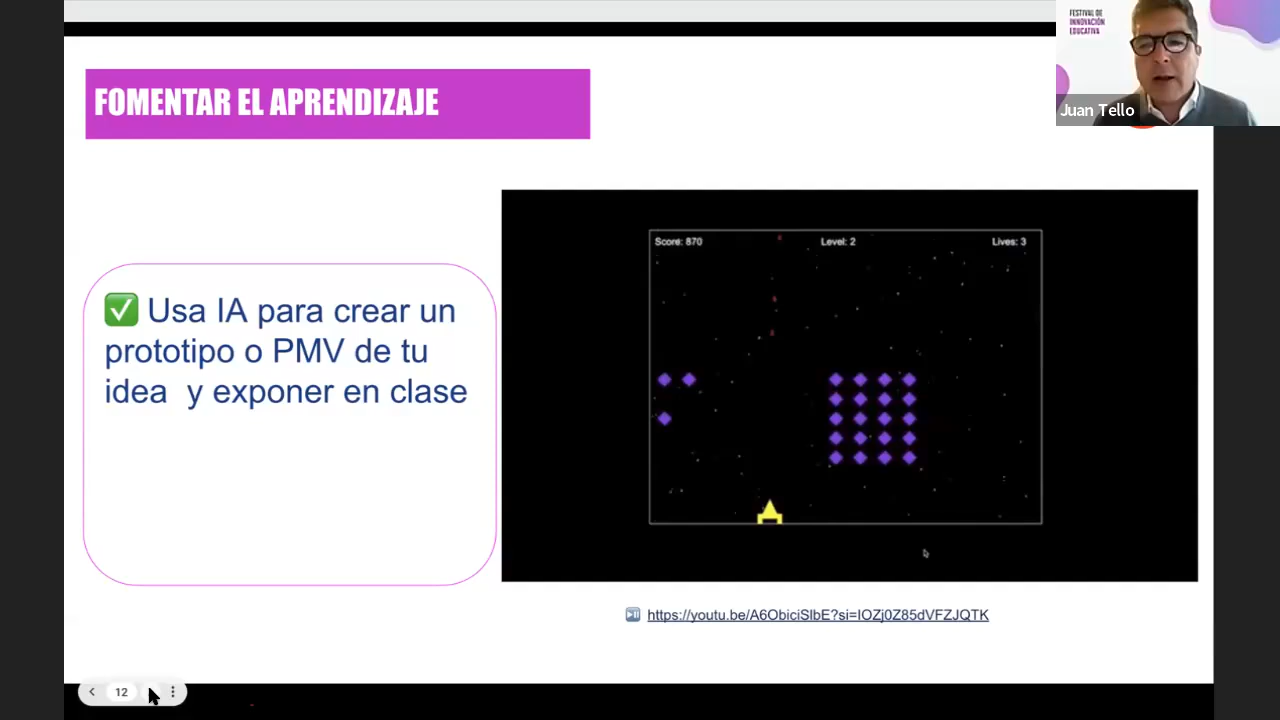 FESTIVAL DE
INNOVACIÓN
EDUCATIVA
Juan Tello
FOMENTAR EL APRENDIZAJE
✅ Usa IA para crear un
prototipo o PMV de tu
idea y exponer en clase
Score: 870 Level: 2 Lives: 3
https://youtu.be/A6ObiciSlbE?si=IOZj0Z85dVFZJQTK
12